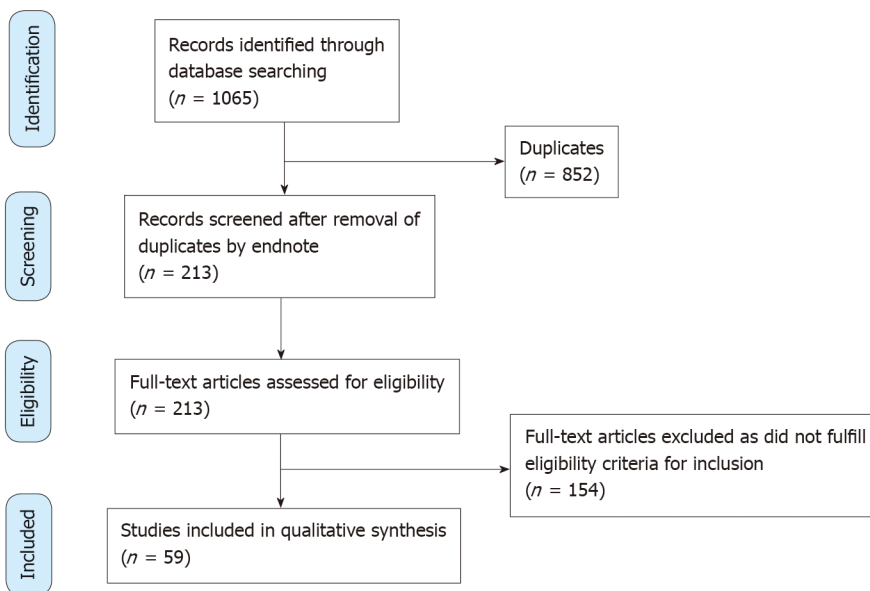 Identification
Records identified through
database searching
(n = 1065)
Duplicates
(n = 852)
Screening
Records screened after removal of
duplicates by endnote
(n = 213)
Eligibility
Full-text articles assessed for eligibility
(n = 213)
Full-text articles excluded as did not fulfill
eligibility criteria for inclusion
(n = 154)
Included
Studies included in qualitative synthesis
(n = 59)